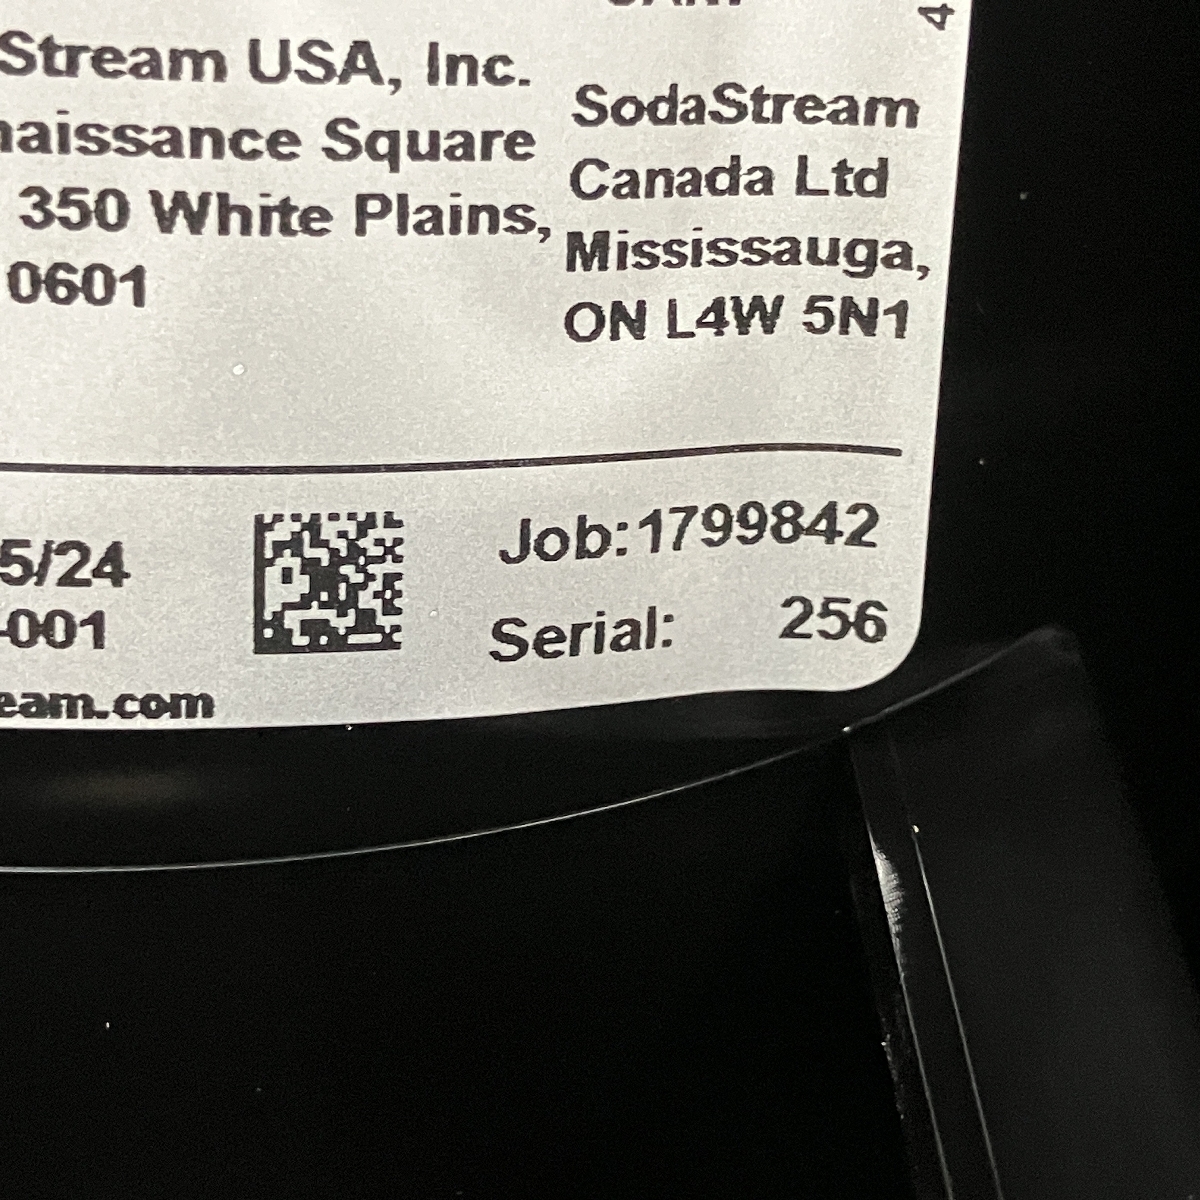 Stream USA, Inc.
naissance Square
350 White Plains,
0601
SodaStream
Canada Ltd
Mississauga,
ON L4W 5N1
4
5/24
-001
eam.com
Job:1799842
Serial: 256